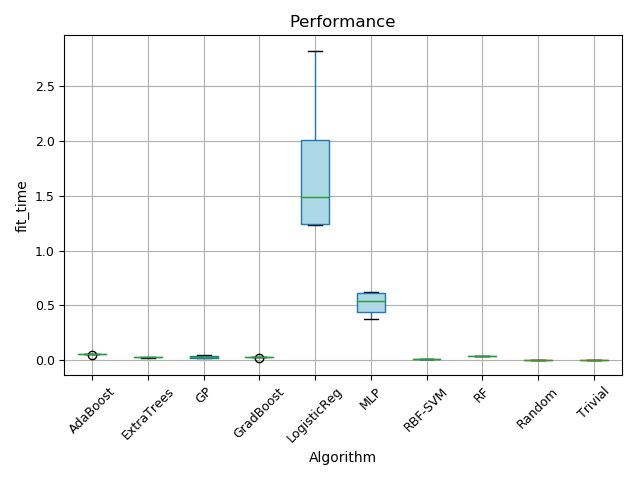 Performance
fit_time
2.5
2.0
1.5
1.0
0.5
0.0
AdaBoost
ExtraTrees
GP
GradBoost
LogisticReg
MLP
RBF-SVM
RF
Random
Trivial
Algorithm